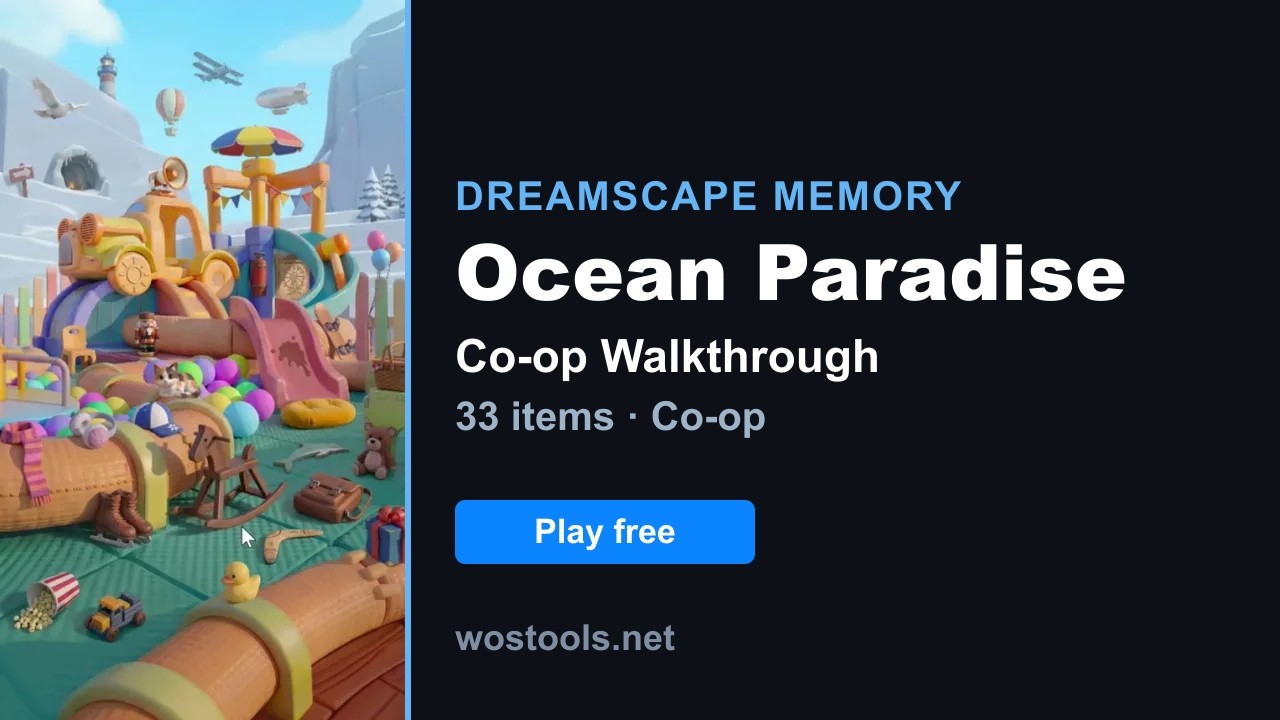 DREAMSCAPE MEMORY
Ocean Paradise
Co-op Walkthrough
33 items · Co-op
Play free
wostools.net